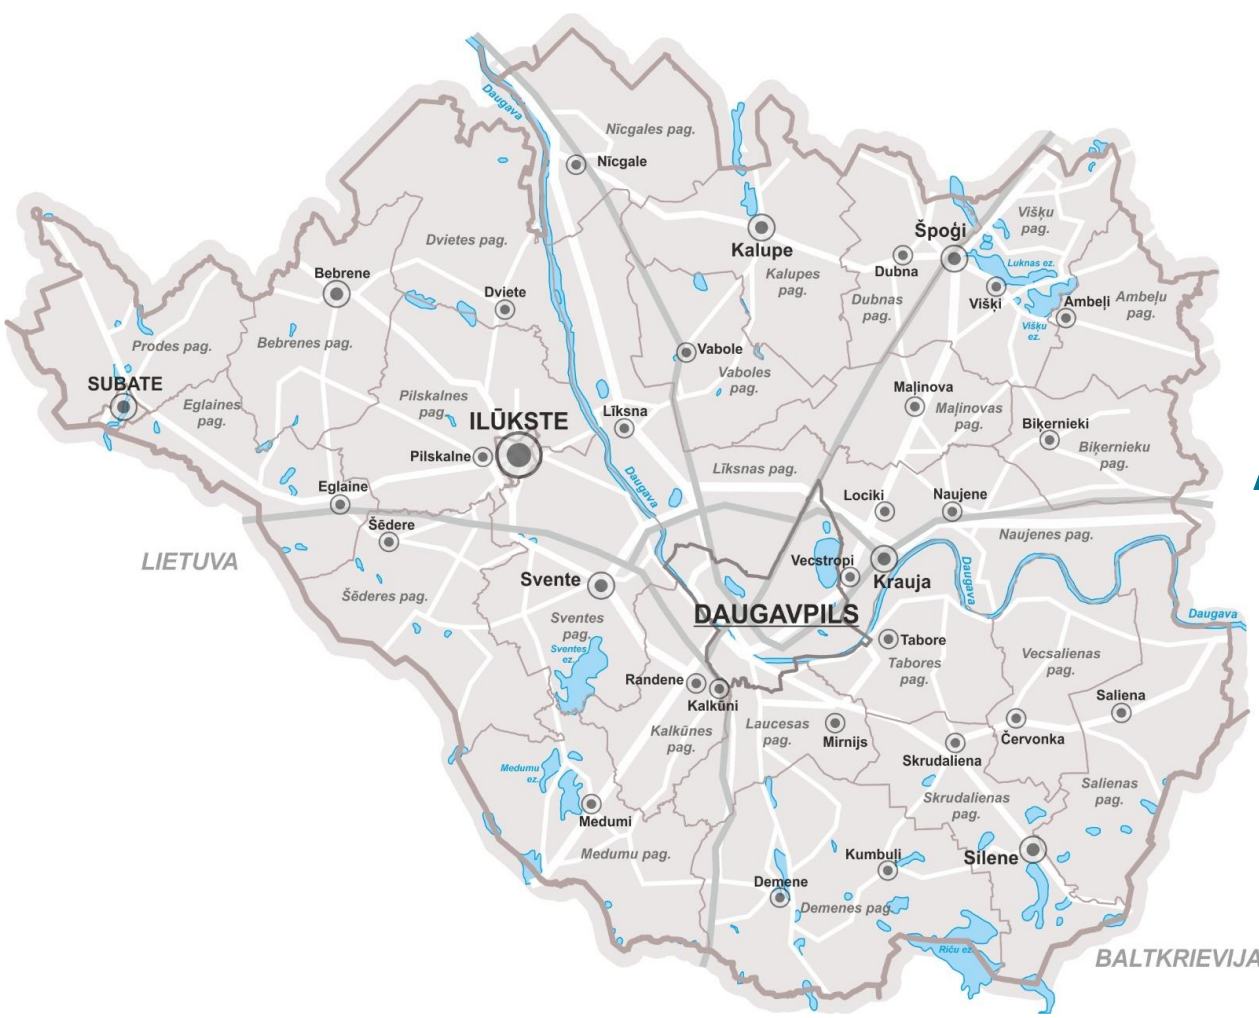 Daugava
Nīcgales pag.
Nīcgale
Višķu
pag.
Špoģi
Dvietes pag.
Kalupe
Dubna
Luknas ez.
Bebrene
Kalupes
pag.
Dviete
Dubnas
pag.
Višķi
Ambeļi
Ambeļu
pag.
Višķu
ez.
Prodes pag.
Bebrenes pag.
Vabole
Vaboles
pag.
SUBATE
Eglaines
pag.
Pilskalnes
pag.
Maļinova
Maļinovas
pag.
Līksna
ILŪKSTE
Biķernieki
Biķernieku
pag.
Pilskalne
Līksnas pag.
Daugava
Eglaine
Lociki
Naujene
Šēdere
Naujenes pag.
LIETUVA
Vecstropi
Svente
Krauja
Daugava
Šēderes pag.
DAUGAVPILS
Daugava
Sventes
pag.
Sventes
ez.
Tabore
Tabores
pag.
Vecsalienas
pag.
Randene
Kalkūni
Saliena
Kalkūnes
pag.
Laucesas
pag.
Mirnijs
Červonka
Skrudaliena
Medumu
ez.
Salienas
pag.
Skrudalienas
pag.
Medumi
Medumu pag.
Kumbuļi
Silene
Demene
Demenes pag.
Riču ez.
BALTKRIEVIJA